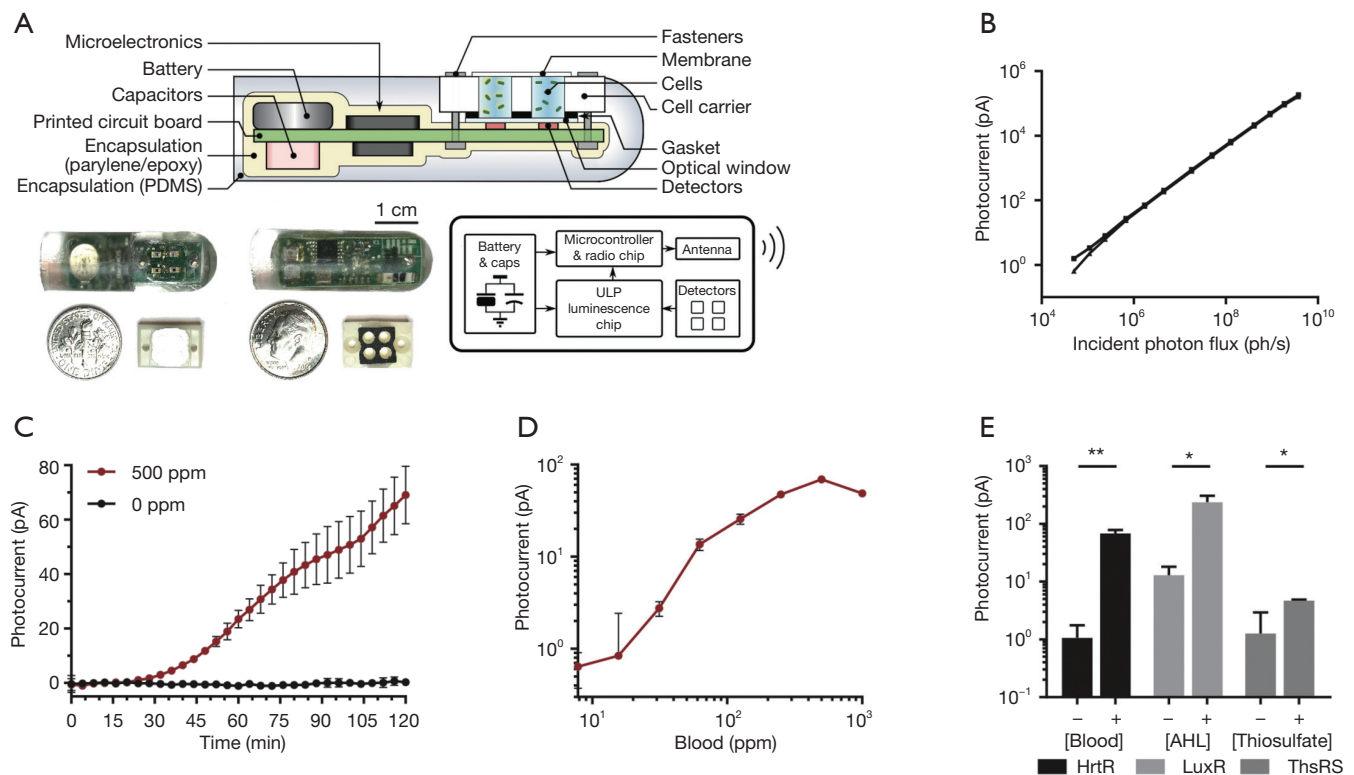 A
Microelectronics
Battery
Capacitors
Printed circuit board
Encapsulation
(parylene/epoxy)
Encapsulation (PDMS)
Fasteners
Membrane
Cells
Cell carrier
Gasket
Optical window
Detectors
1 cm
Battery
& caps
Microcontroller
& radio chip
Antenna
ULP
luminescence
chip
Detectors
B
Photocurrent (pA)
10^6
10^4
10^2
10^0
10^4
10^6
10^8
10^10
Incident photon flux (ph/s)
C
Photocurrent (pA)
80
60
40
20
0
500 ppm
0 ppm
0
15
30
45
60
75
90
105
120
Time (min)
D
Photocurrent (pA)
10^2
10^1
10^0
10^1
10^2
10^3
Blood (ppm)
E
Photocurrent (pA)
10^3
10^2
10^1
10^0
10^−1
**
*
*
− +
− +
− +
[Blood]
[AHL]
[Thiosulfate]
HrtR
LuxR
ThsRS